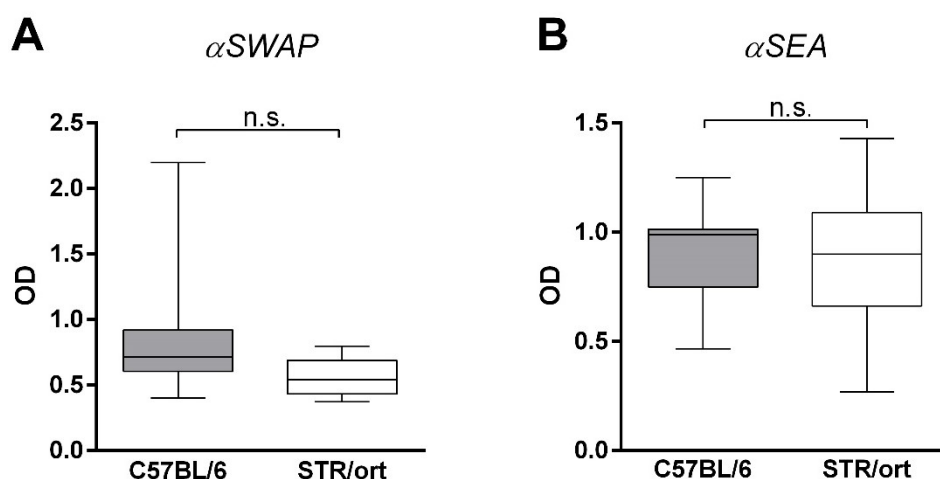 A
αSWAP
n.s.
2.5
2.0
1.5
1.0
0.5
0.0
OD
C57BL/6 STR/ort
B
αSEA
n.s.
1.5
1.0
0.5
0.0
OD
C57BL/6 STR/ort